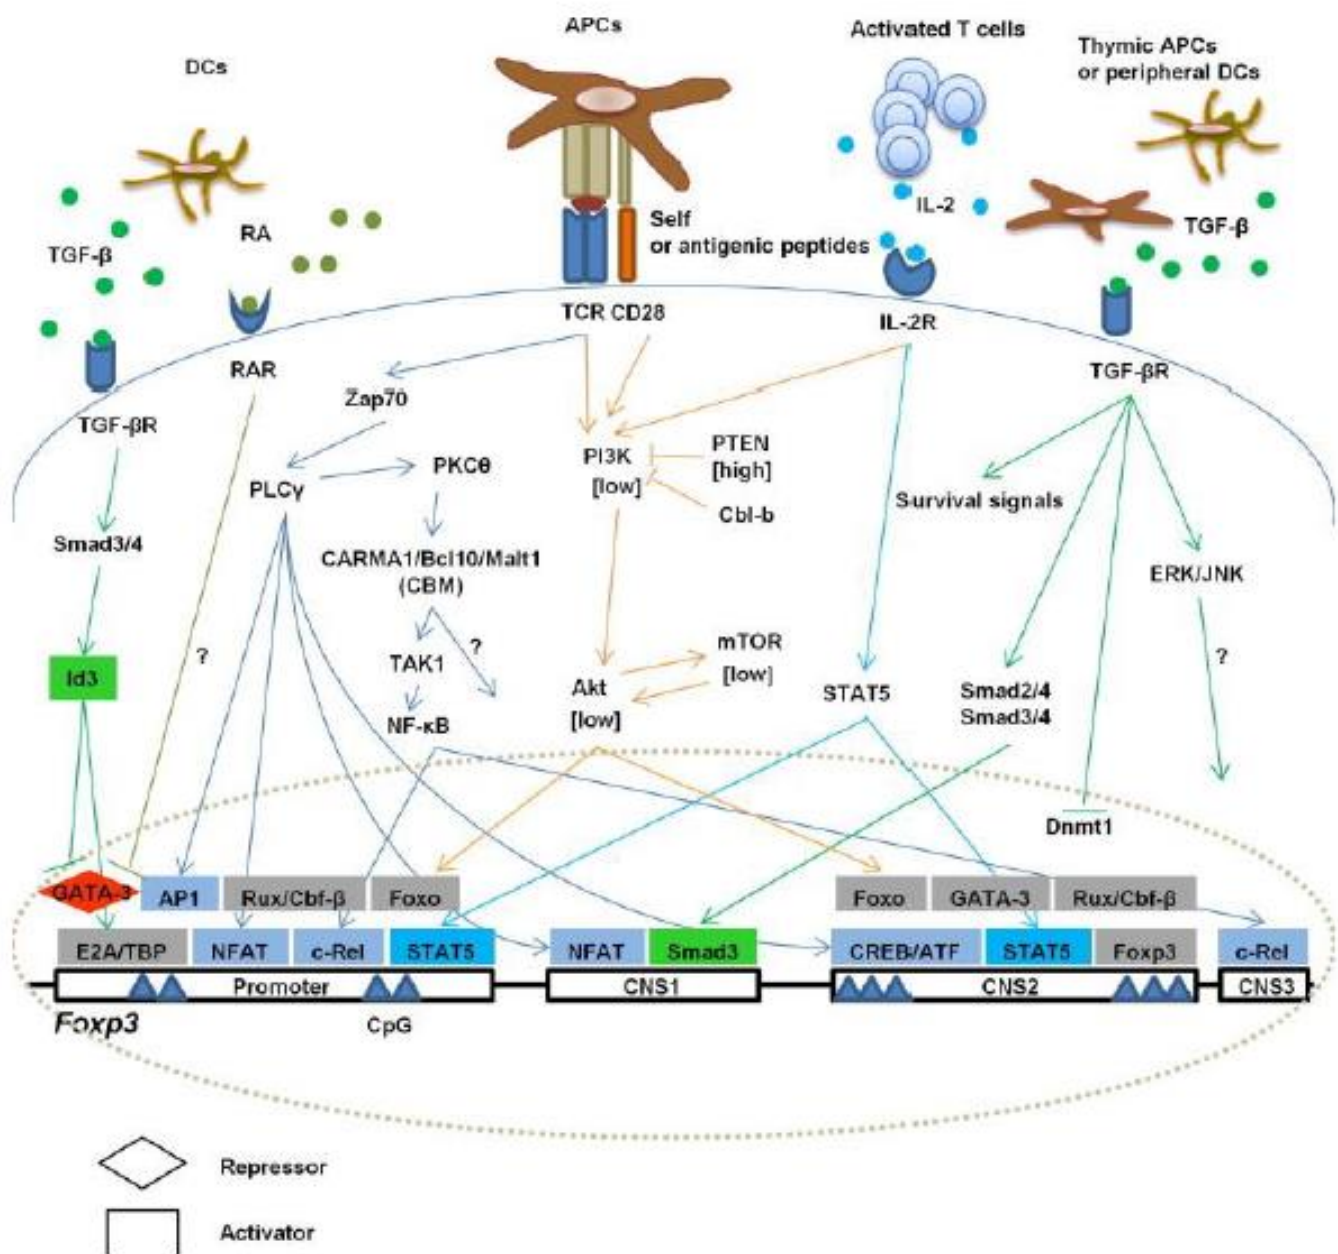 APCs
Activated T cells
Thymic APCs
or peripheral DCs
DCs
IL-2
Self
or antigenic peptides
TGF-β
RA
TGF-β
TCR CD28
IL-2R
RAR
TGF-βR
Zap70
TGF-βR
PI3K
[low]
PTEN
[high]
PKCθ
PLCγ
Survival signals
Cbl-b
Smad3/4
CARMA1/Bcl10/Malt1
(CBM)
ERK/JNK
?
?
?
mTOR
[low]
TAK1
Id3
Akt
[low]
STAT5
Smad2/4
Smad3/4
NF-κB
Dnmt1
GATA-3
AP1
Rux/Cbf-β
Foxo
Foxo
GATA-3
Rux/Cbf-β
E2A/TBP
NFAT
c-Rel
STAT5
NFAT
Smad3
CREB/ATF
STAT5
Foxp3
c-Rel
Promoter
CNS1
CNS2
CNS3
Foxp3
CpG
Repressor
Activator